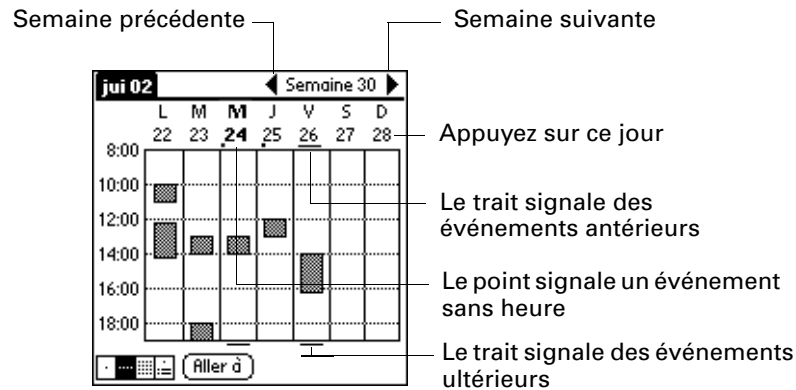 Semaine précédente
Semaine suivante
jui 02
Semaine 30
L M M J V S D
22 23 24 25 26 27 28
Appuyez sur ce jour
8:00
10:00
12:00
14:00
16:00
18:00
Le trait signale des
événements antérieurs
Le point signale un événement
sans heure
Aller à
Le trait signale des événements
ultérieurs